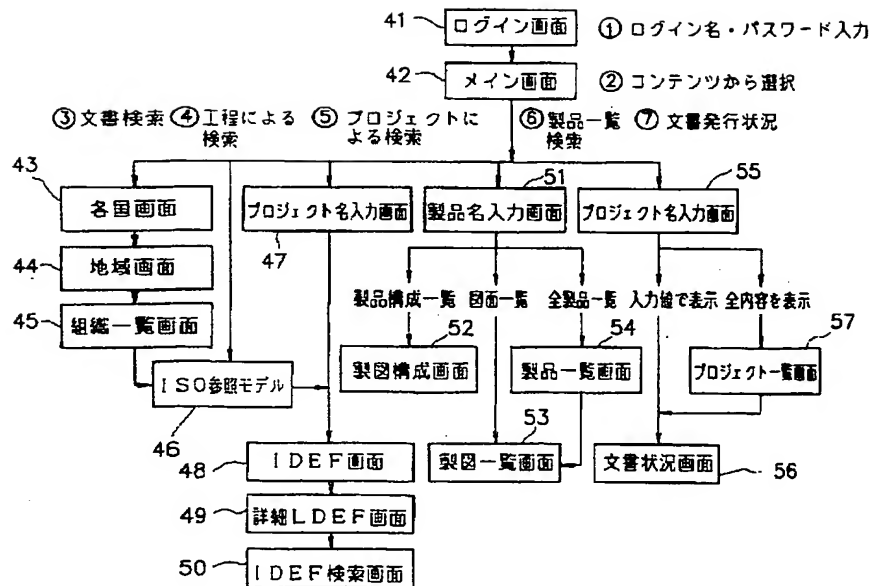 41 ログイン画面 ① ログイン名・パスワード入力
42 メイン画面 ② コンテンツから選択
③ 文書検索 ④ 工程による検索 ⑤ プロジェクトによる検索 ⑥ 製品一覧検索 ⑦ 文書発行状況
43 各国画面
プロジェクト名入力画面 47
51 製品名入力画面
55 プロジェクト名入力画面
44 地域画面
45 組織一覧画面
製品構成一覧 図面一覧 全製品一覧 入力値で表示 全内容を表示
52 製図構成画面
54 製品一覧画面
57 プロジェクト一覧画面
ISO参照モデル 46
48 IDEF画面
53 製図一覧画面
文書状況画面 56
49 詳細LDEF画面
50 IDEF検索画面